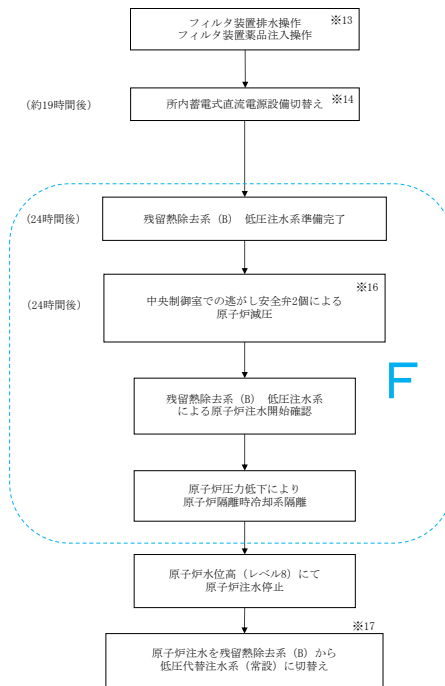 ※13
フィルタ装置排水操作
フィルタ装置薬品注入操作
(約19時間後)
所内蓄電式直流電源設備切替え
※14
(24時間後)
残留熱除去系（B） 低圧注水系準備完了
※16
(24時間後)
中央制御室での逃がし安全弁2個による
原子炉減圧
F
残留熱除去系（B） 低圧注水系
による原子炉注水開始確認
原子炉圧力低下により
原子炉隔離時冷却系隔離
原子炉水位高（レベル8）にて
原子炉注水停止
※17
原子炉注水を残留熱除去系（B）から
低圧代替注水系（常設）に切替え